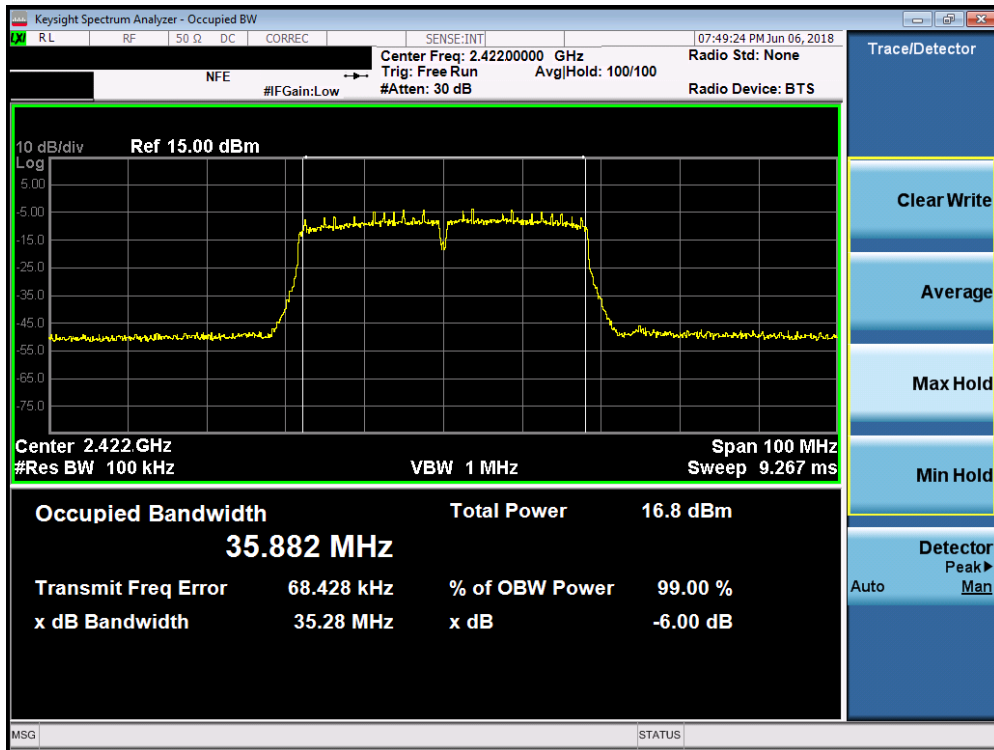 Keysight Spectrum Analyzer - Occupied BW
LXI RL RF 50 Ω DC CORREC SENSE:INT 07:49:24 PM Jun 06, 2018
Center Freq: 2.42200000 GHz Radio Std: None
NFE Trig: Free Run Avg|Hold: 100/100
#IFGain:Low #Atten: 30 dB Radio Device: BTS
10 dB/div Ref 15.00 dBm
Log
5.00
-5.00
-15.0
-25.0
-35.0
-45.0
-55.0
-65.0
-75.0
Center 2.422 GHz Span 100 MHz
#Res BW 100 kHz VBW 1 MHz Sweep 9.267 ms
Occupied Bandwidth Total Power 16.8 dBm
35.882 MHz
Transmit Freq Error 68.428 kHz % of OBW Power 99.00 %
x dB Bandwidth 35.28 MHz x dB -6.00 dB
MSG STATUS
Trace/Detector
Clear Write
Average
Max Hold
Min Hold
Detector
Peak▶
Auto Man